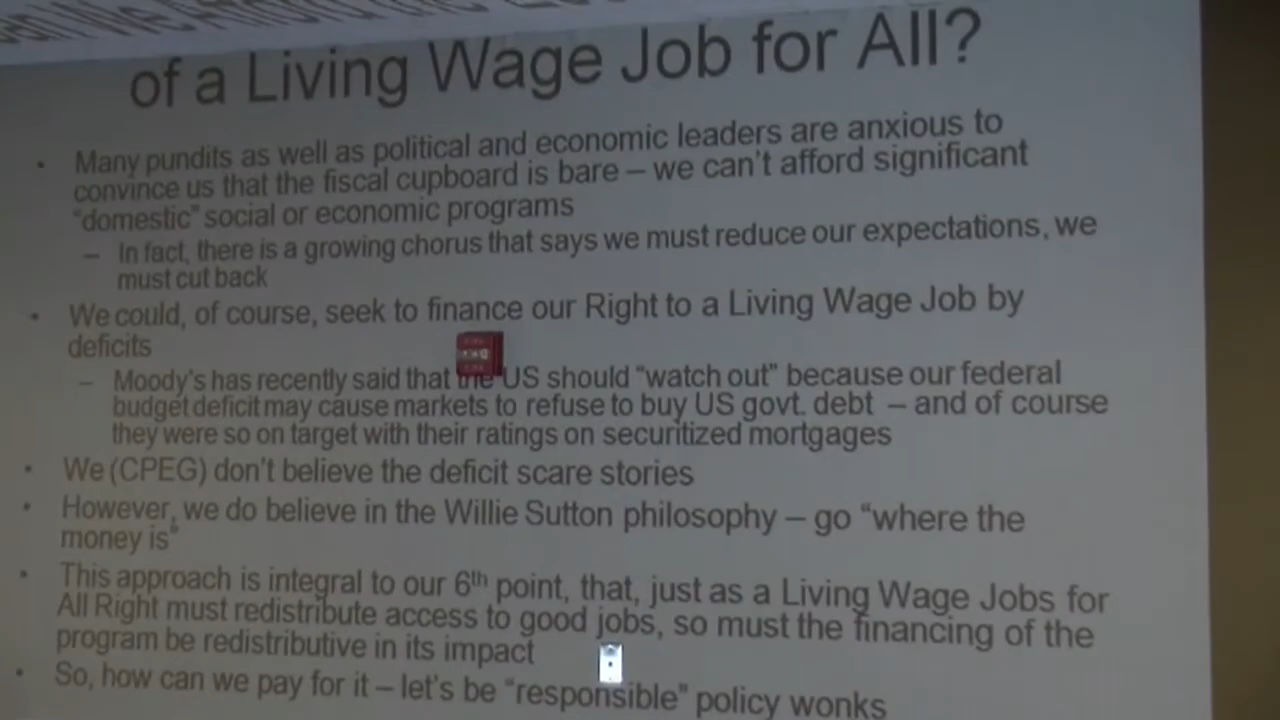 of a Living Wage Job for All?
• Many pundits as well as political and economic leaders are anxious to
convince us that the fiscal cupboard is bare – we can't afford significant
"domestic" social or economic programs
– In fact, there is a growing chorus that says we must reduce our expectations, we
must cut back
• We could, of course, seek to finance our Right to a Living Wage Job by
deficits
– Moody's has recently said that the US should "watch out" because our federal
budget deficit may cause markets to refuse to buy US govt. debt – and of course
they were so on target with their ratings on securitized mortgages
• We (CPEG) don't believe the deficit scare stories
• However, we do believe in the Willie Sutton philosophy – go "where the
money is"
• This approach is integral to our 6th point, that, just as a Living Wage Jobs for
All Right must redistribute access to good jobs, so must the financing of the
program be redistributive in its impact
• So, how can we pay for it – let's be "responsible" policy wonks